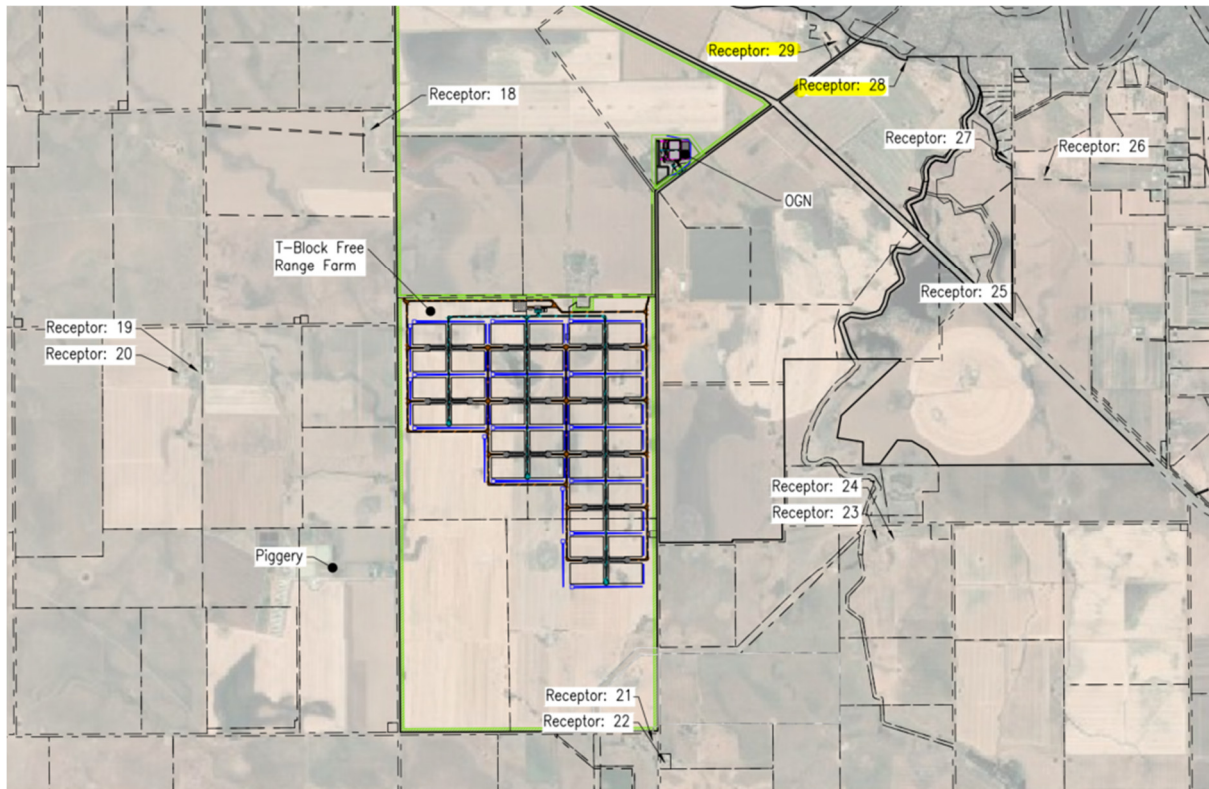 Receptor: 29
Receptor: 28
Receptor: 18
Receptor: 27
Receptor: 26
OGN
T-Block Free
Range Farm
Receptor: 25
Receptor: 19
Receptor: 20
Receptor: 24
Receptor: 23
Piggery
Receptor: 21
Receptor: 22